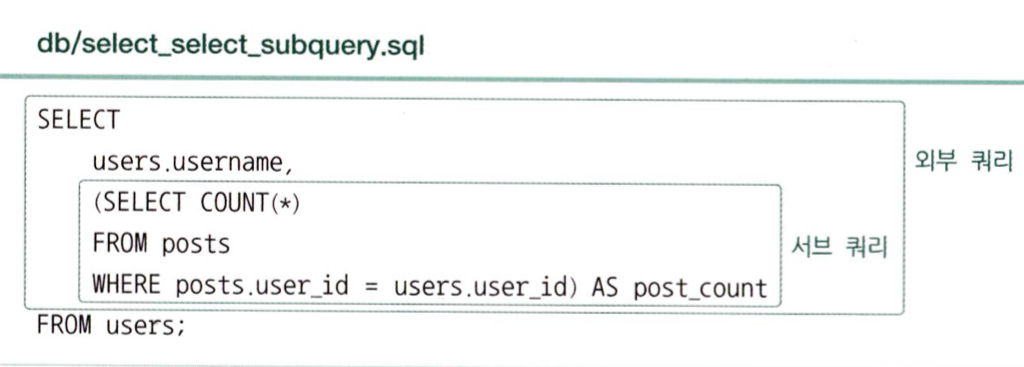 db/select_select_subquery.sql
SELECT
users.username,
외부 쿼리
(SELECT COUNT(*)
FROM posts
서브 쿼리
WHERE posts.user_id = users.user_id) AS post_count
FROM users;